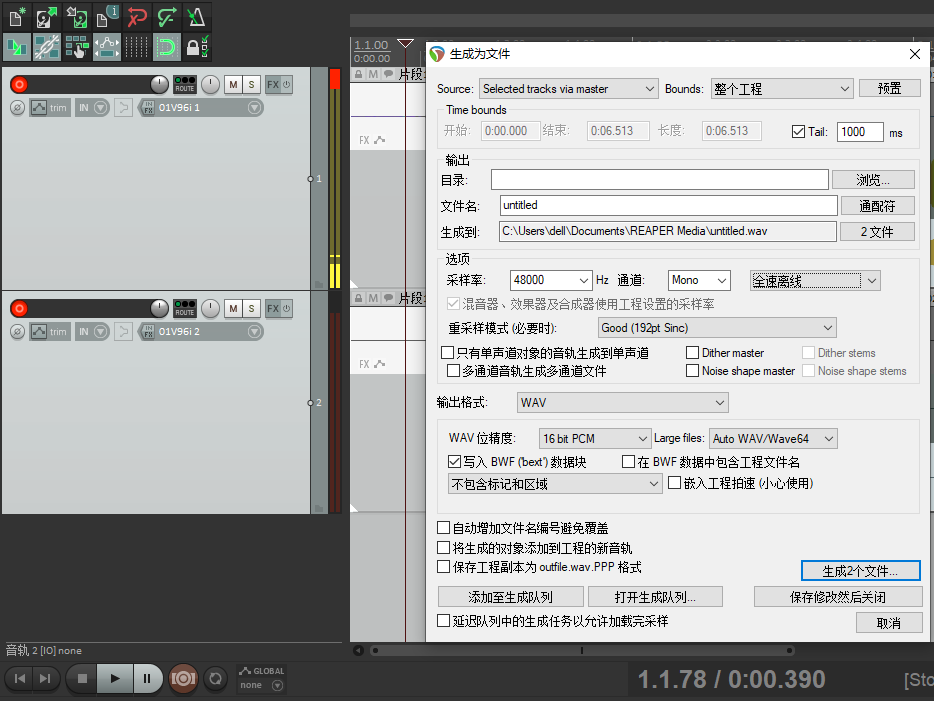 1.1.00
0:00.00
M 片段
FX
ROUTE
M S FX
trim IN IN FX 01V96i 1
1
M 片段
FX
ROUTE
M S FX
trim IN IN FX 01V96i 2
2
音轨 2 [IO] none
GLOBAL
none
1.1.78 / 0:00.390
[Sto
生成为文件
Source: Selected tracks via master Bounds: 整个工程 预置
Time bounds
开始: 0:00.000 结束: 0:06.513 长度: 0:06.513 Tail: 1000 ms
输出
目录: 浏览...
文件名: untitled 通配符
生成到: C:\Users\dell\Documents\REAPER Media\untitled.wav 2 文件
选项
采样率: 48000 Hz 通道: Mono 全速离线
混音器、效果器及合成器使用工程设置的采样率
重采样模式 (必要时): Good (192pt Sinc)
只有单声道对象的音轨生成到单声道 Dither master Dither stems
多通道音轨生成多通道文件 Noise shape master Noise shape stems
输出格式: WAV
WAV 位精度: 16 bit PCM Large files: Auto WAV/Wave64
写入 BWF ('bext') 数据块 在 BWF 数据中包含工程文件名
不包含标记和区域 嵌入工程拍速 (小心使用)
自动增加文件名编号避免覆盖
将生成的对象添加到工程的新音轨
保存工程副本为 outfile.wav.PPP 格式 生成2个文件...
添加至生成队列 打开生成队列... 保存修改然后关闭
延迟队列中的生成任务以允许加载完采样 取消